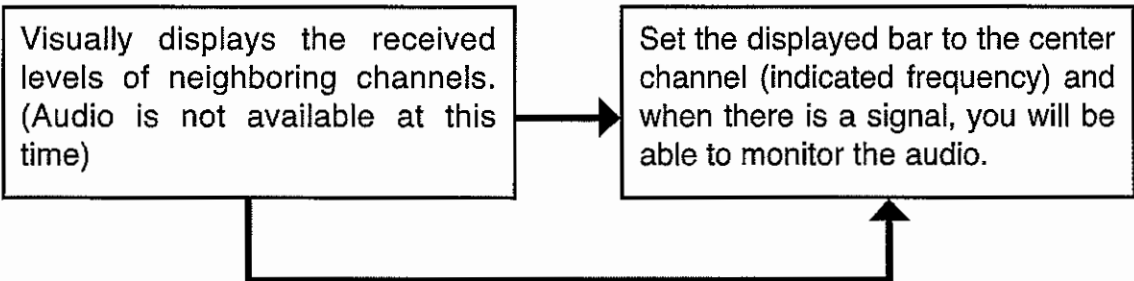 Visually displays the received
levels of neighboring channels.
(Audio is not available at this
time)
Set the displayed bar to the center
channel (indicated frequency) and
when there is a signal, you will be
able to monitor the audio.